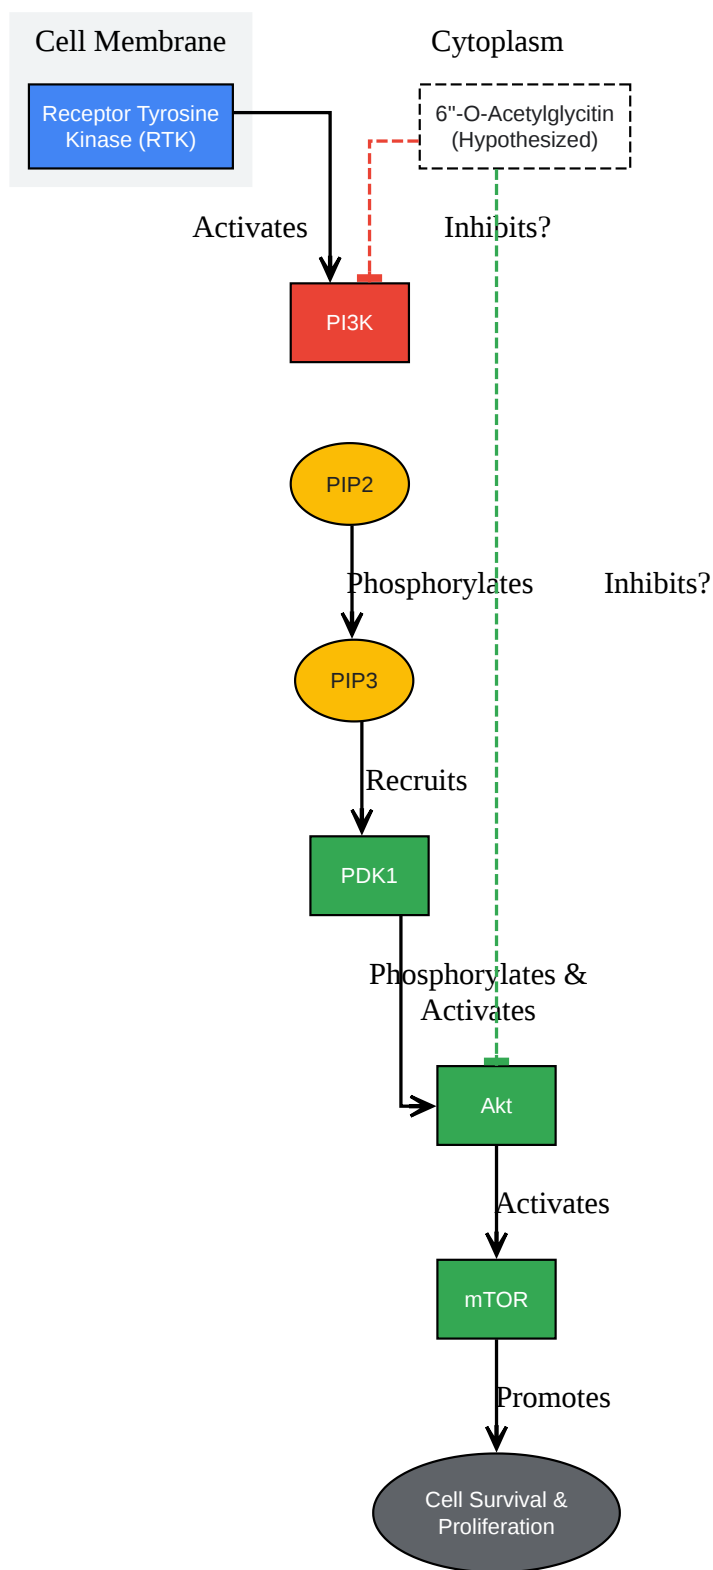 Cell Membrane
Cytoplasm
Receptor Tyrosine
Kinase (RTK)
6"-O-Acetylglycitin
(Hypothesized)
Activates
Inhibits?
PI3K
PIP2
Phosphorylates
Inhibits?
PIP3
Recruits
PDK1
Phosphorylates &
Activates
Akt
Activates
mTOR
Promotes
Cell Survival &
Proliferation